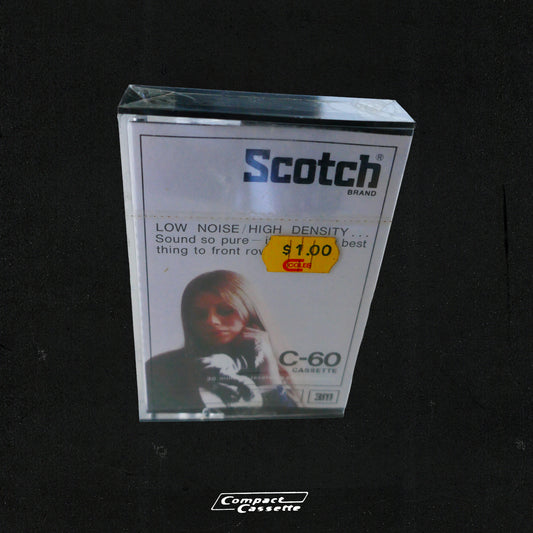 Scotch®
BRAND
LOW NOISE/HIGH DENSITY...
Sound so pure— best
thing to front
$1.00
COLES
C-60
CASSETTE
3M
Compact
Cassette